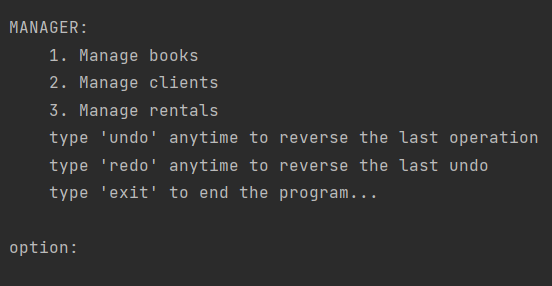 MANAGER:
1. Manage books
2. Manage clients
3. Manage rentals
type 'undo' anytime to reverse the last operation
type 'redo' anytime to reverse the last undo
type 'exit' to end the program...
option: